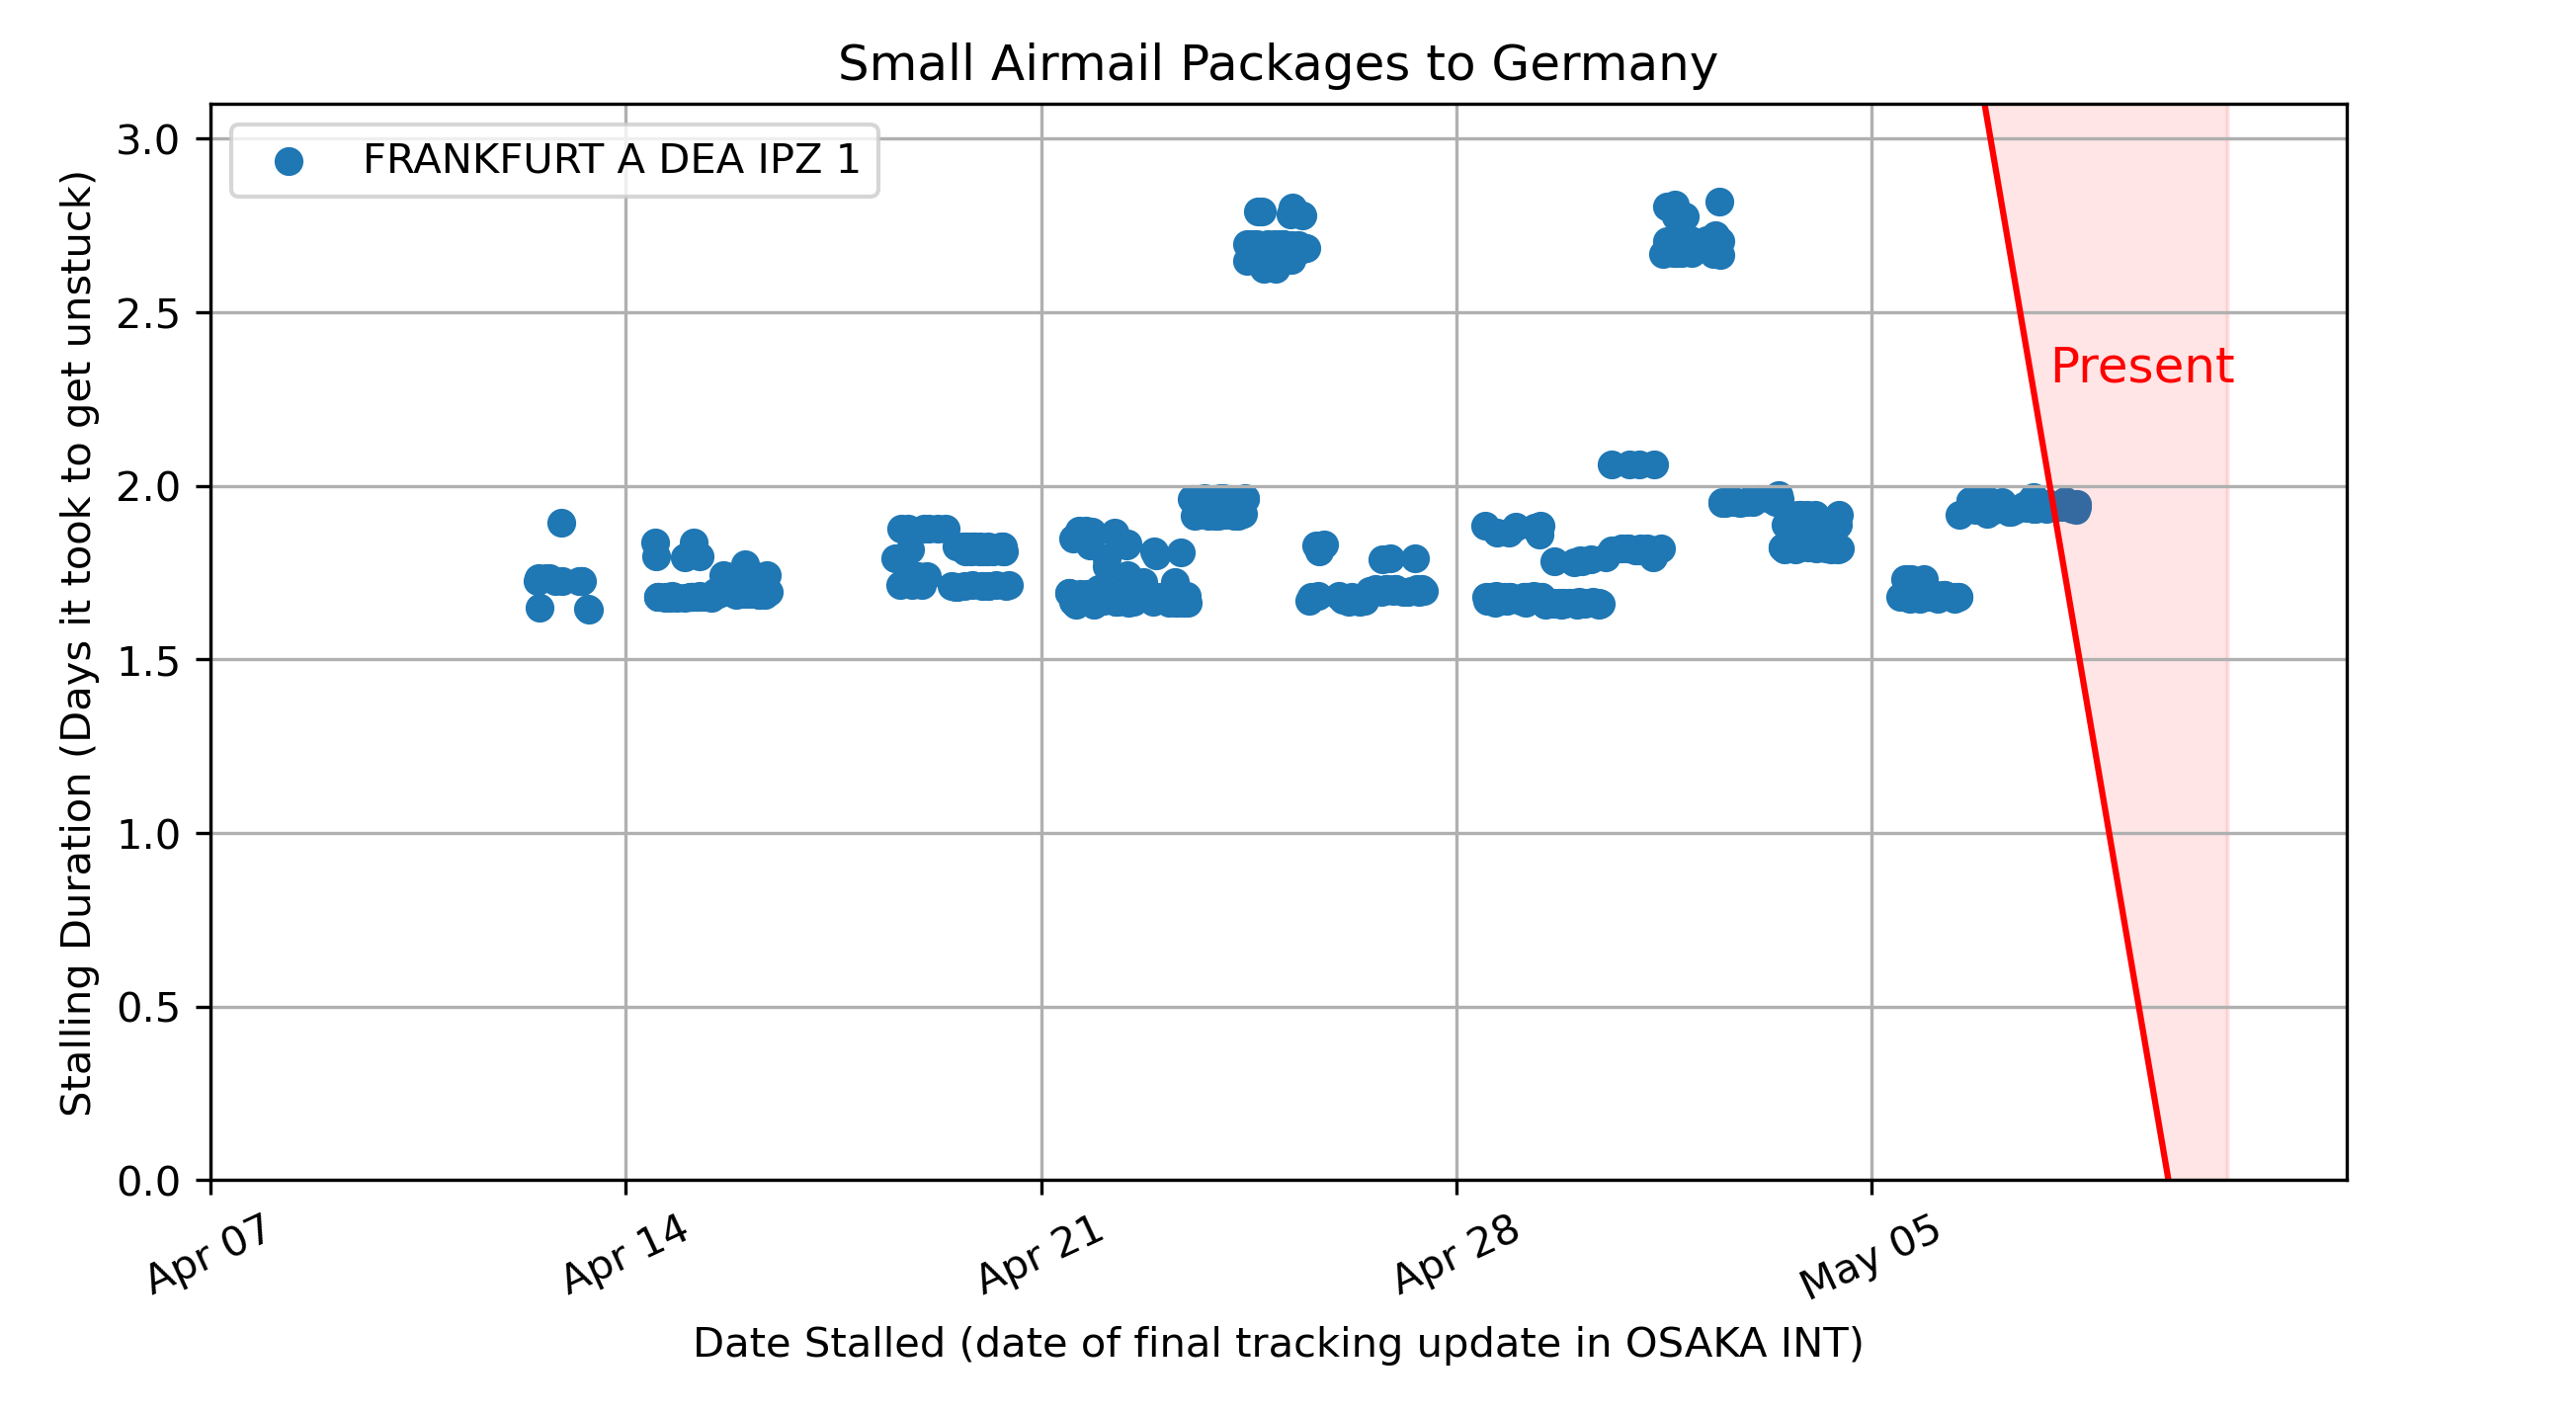 Small Airmail Packages to Germany
FRANKFURT A DEA IPZ 1
Present
Stalling Duration (Days it took to get unstuck)
3.0
2.5
2.0
1.5
1.0
0.5
0.0
Apr 07
Apr 14
Apr 21
Apr 28
May 05
Date Stalled (date of final tracking update in OSAKA INT)